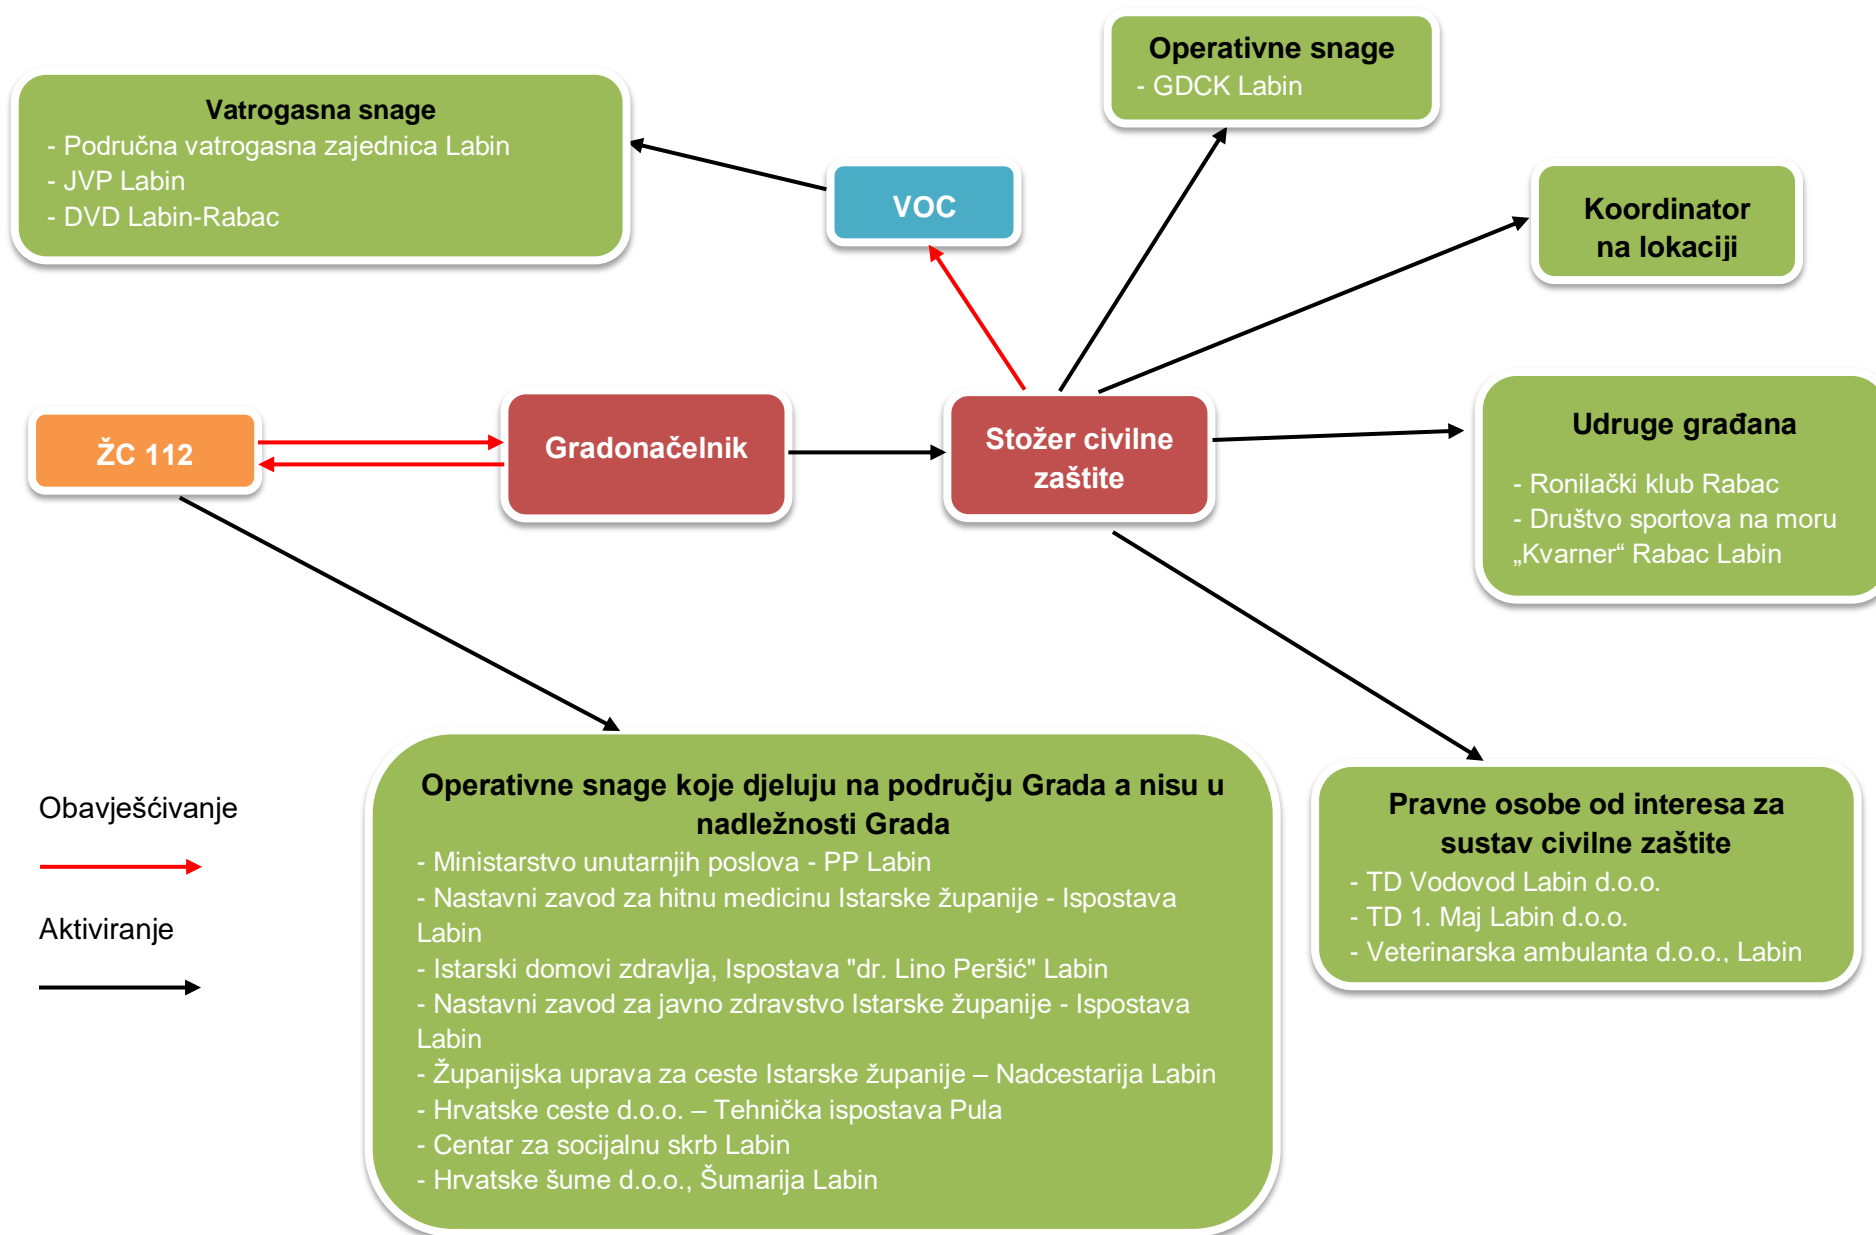 Operativne snage
- GDCK Labin
Vatrogasna snage
- Područna vatrogasna zajednica Labin
- JVP Labin
- DVD Labin-Rabac
VOC
Koordinator
na lokaciji
ŽC 112
Gradonačelnik
Stožer civilne
zaštite
Udruge građana
- Ronilački klub Rabac
- Društvo sportova na moru
„Kvarner“ Rabac Labin
Obavješćivanje
Aktiviranje
Operativne snage koje djeluju na području Grada a nisu u
nadležnosti Grada
- Ministarstvo unutarnjih poslova - PP Labin
- Nastavni zavod za hitnu medicinu Istarske županije - Ispostava
Labin
- Istarski domovi zdravlja, Ispostava "dr. Lino Peršić" Labin
- Nastavni zavod za javno zdravstvo Istarske županije - Ispostava
Labin
- Županijska uprava za ceste Istarske županije – Nadcestarija Labin
- Hrvatske ceste d.o.o. – Tehnička ispostava Pula
- Centar za socijalnu skrb Labin
- Hrvatske šume d.o.o., Šumarija Labin
Pravne osobe od interesa za
sustav civilne zaštite
- TD Vodovod Labin d.o.o.
- TD 1. Maj Labin d.o.o.
- Veterinarska ambulanta d.o.o., Labin